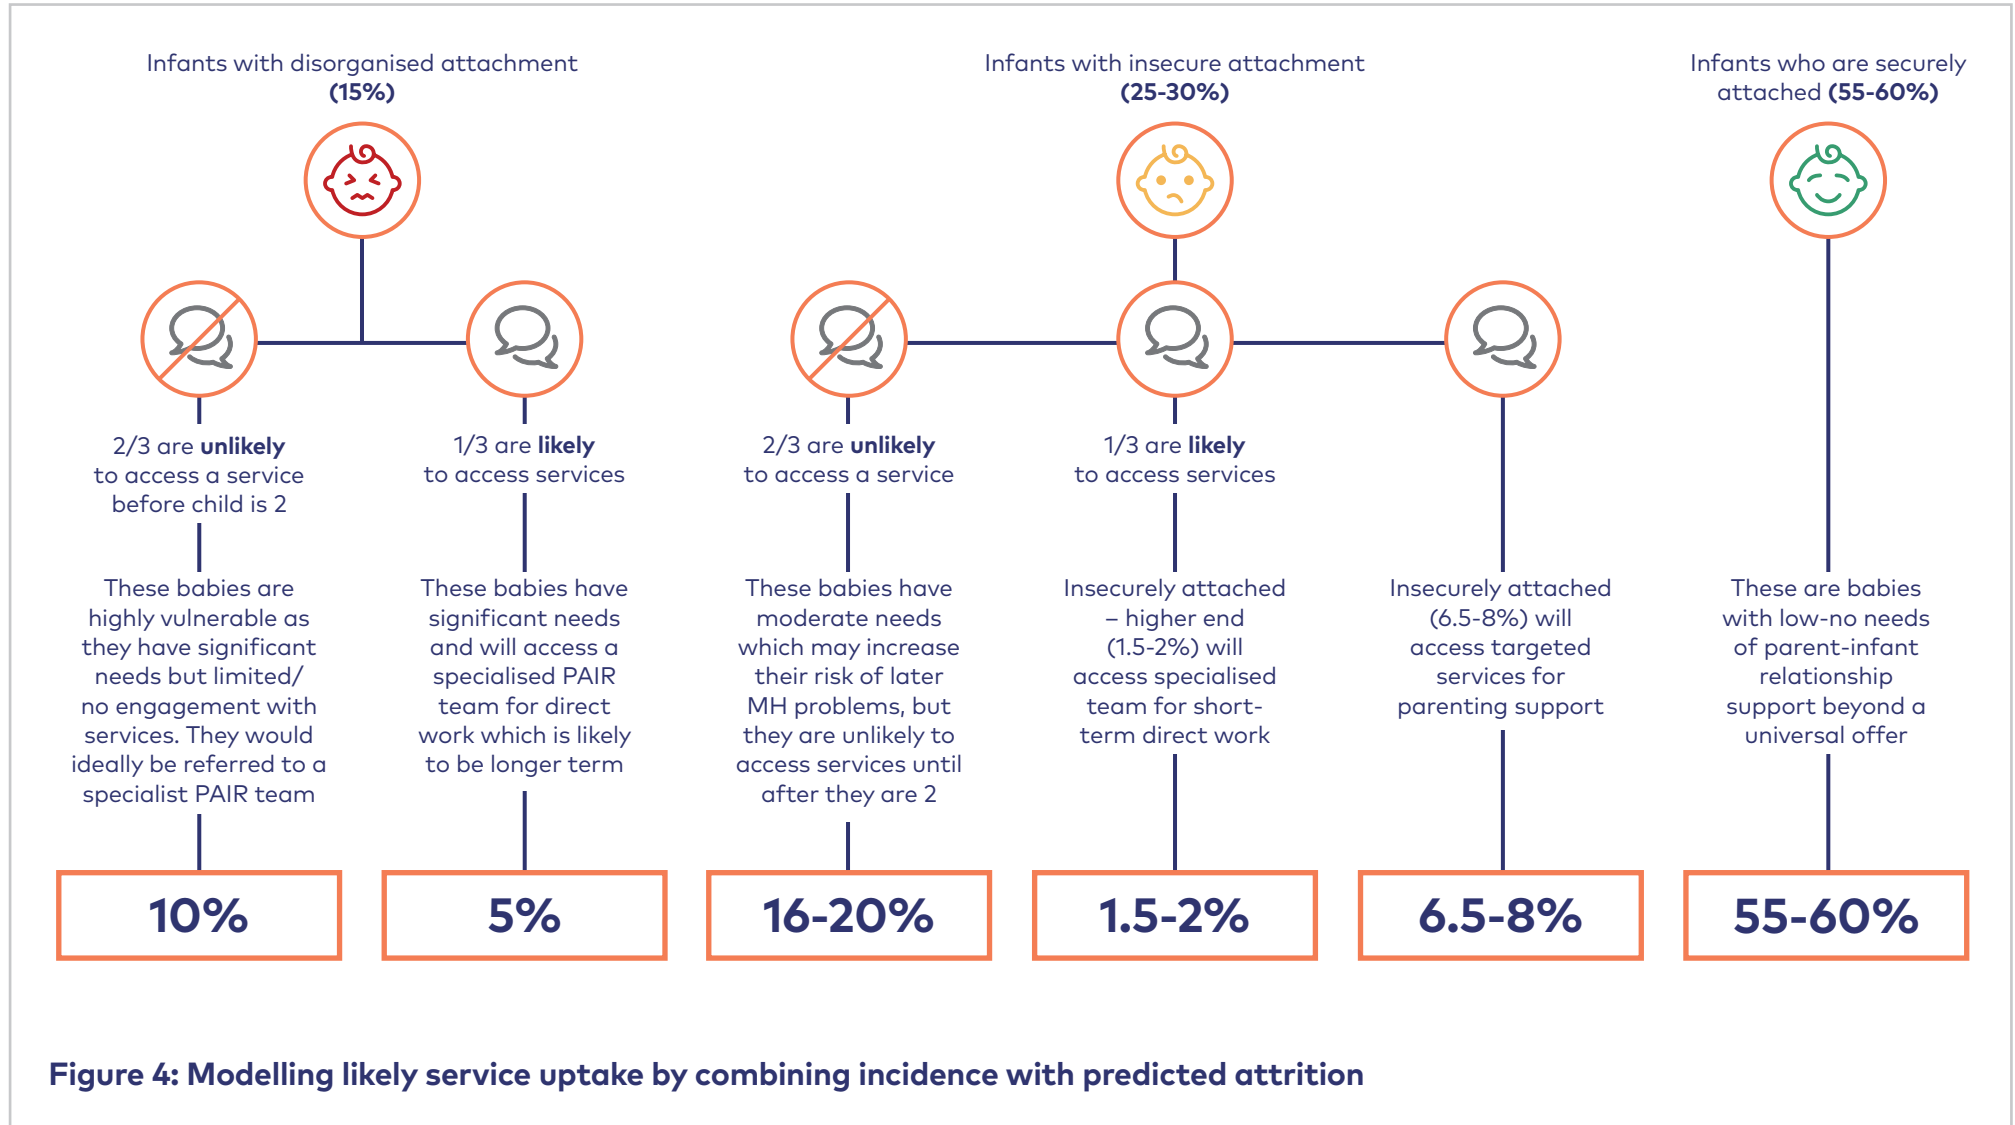 Infants with disorganised attachment
(15%)
Infants with insecure attachment
(25-30%)
Infants who are securely
attached (55-60%)
2/3 are unlikely
to access a service
before child is 2
1/3 are likely
to access services
2/3 are unlikely
to access a service
1/3 are likely
to access services
These babies are
highly vulnerable as
they have significant
needs but limited/
no engagement with
services. They would
ideally be referred to a
specialist PAIR team
These babies have
significant needs
and will access a
specialised PAIR
team for direct
work which is likely
to be longer term
These babies have
moderate needs
which may increase
their risk of later
MH problems, but
they are unlikely to
access services until
after they are 2
Insecurely attached
– higher end
(1.5-2%) will
access specialised
team for short-
term direct work
Insecurely attached
(6.5-8%) will
access targeted
services for
parenting support
These are babies
with low-no needs
of parent-infant
relationship
support beyond a
universal offer
10%
5%
16-20%
1.5-2%
6.5-8%
55-60%
Figure 4: Modelling likely service uptake by combining incidence with predicted attrition